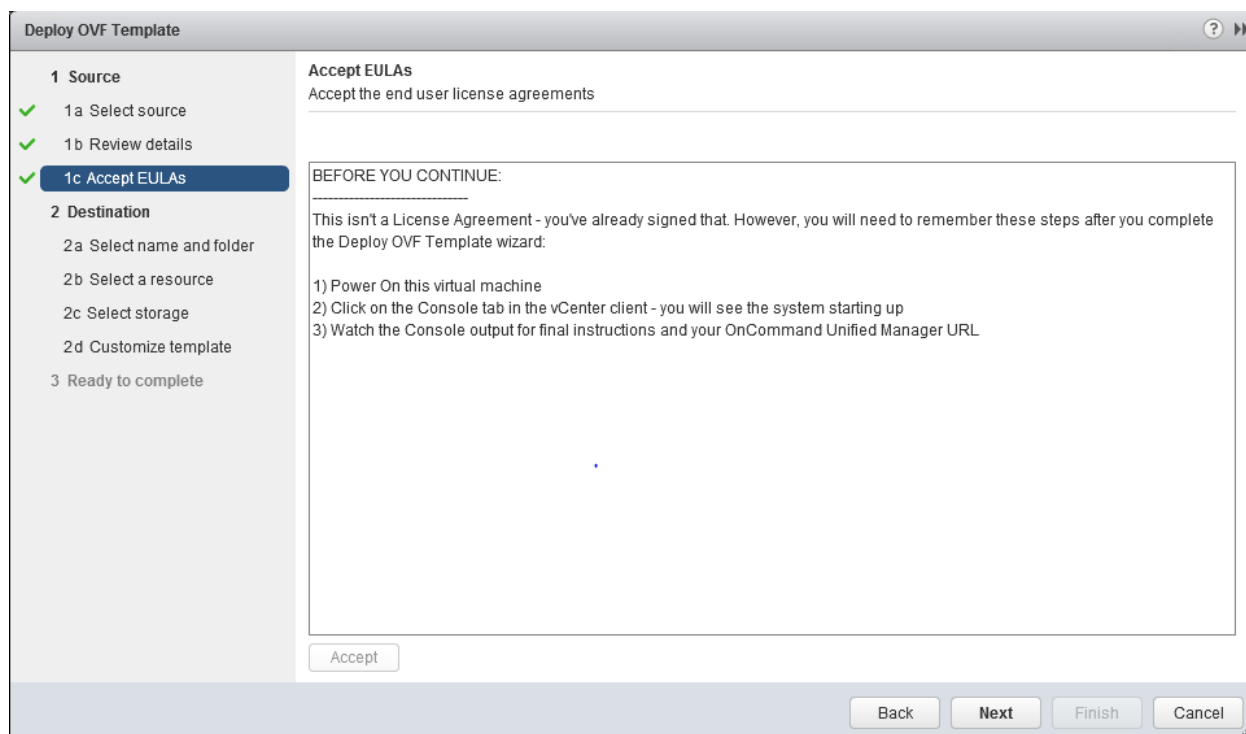 Deploy OVF Template
?
1 Source
1a Select source
1b Review details
1c Accept EULAs
2 Destination
2a Select name and folder
2b Select a resource
2c Select storage
2d Customize template
3 Ready to complete
Accept EULAs
Accept the end user license agreements
BEFORE YOU CONTINUE:
------------------------------
This isn't a License Agreement - you've already signed that. However, you will need to remember these steps after you complete
the Deploy OVF Template wizard:
1) Power On this virtual machine
2) Click on the Console tab in the vCenter client - you will see the system starting up
3) Watch the Console output for final instructions and your OnCommand Unified Manager URL
Accept
Back
Next
Finish
Cancel